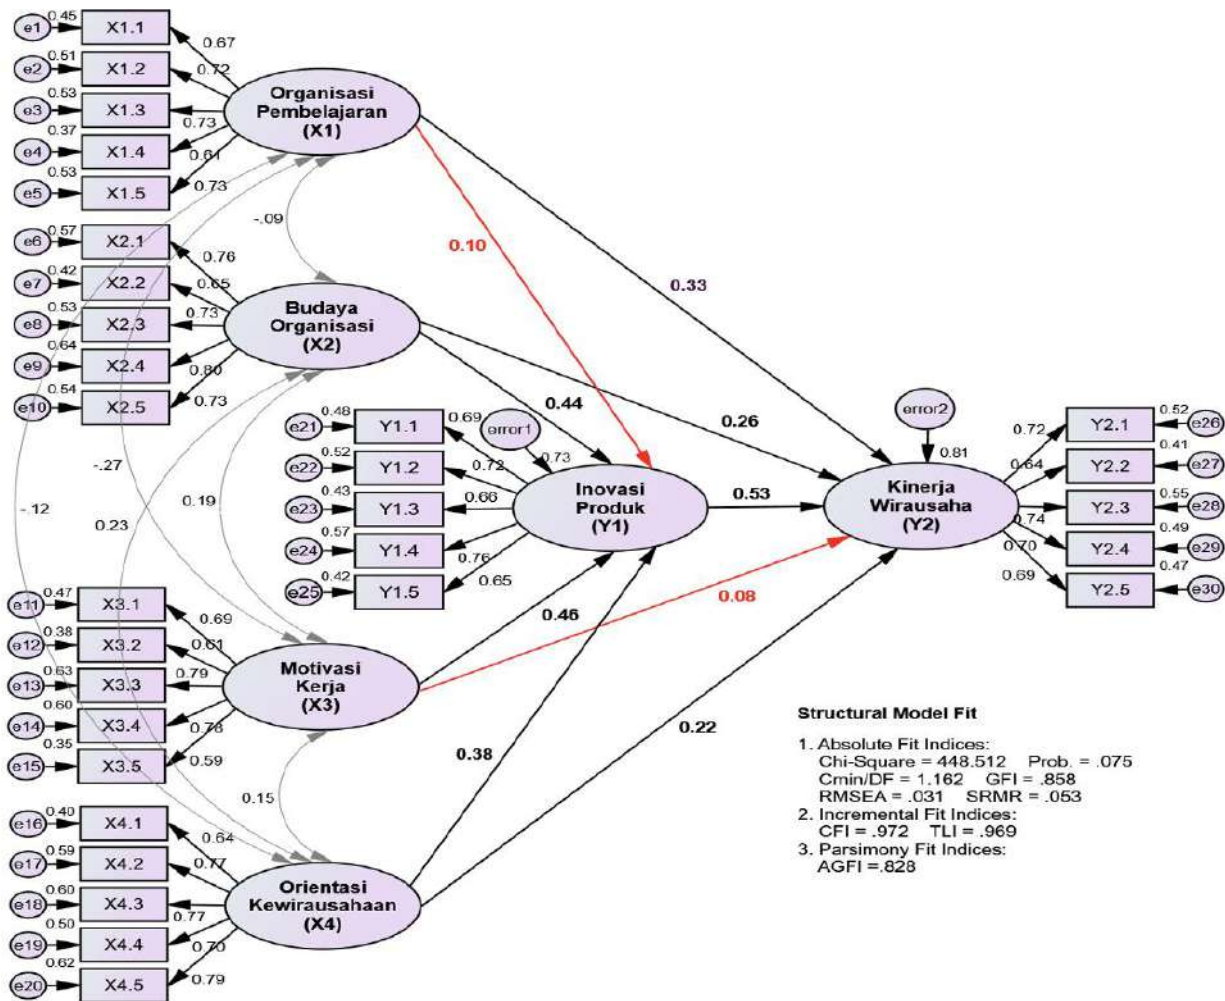 e1 0.45 X1.1 0.67
e2 0.51 X1.2 0.72
e3 0.53 X1.3 0.73
e4 0.37 X1.4 0.61
e5 0.53 X1.5 0.73
Organisasi
Pembelajaran
(X1)
-.09
0.10
0.33
e6 0.57 X2.1 0.76
e7 0.42 X2.2 0.65
e8 0.53 X2.3 0.73
e9 0.64 X2.4 0.80
e10 0.54 X2.5 0.73
Budaya
Organisasi
(X2)
0.44
0.26
-.27
-.12
0.23
0.19
e21 0.48 Y1.1 0.69
e22 0.52 Y1.2 0.72
e23 0.43 Y1.3 0.66
e24 0.57 Y1.4 0.76
e25 0.42 Y1.5 0.65
error1
0.73
Inovasi
Produk
(Y1)
0.53
error2
0.81
Kinerja
Wirausaha
(Y2)
0.72 Y2.1 0.52 e26
0.64 Y2.2 0.41 e27
0.74 Y2.3 0.55 e28
0.70 Y2.4 0.49 e29
0.69 Y2.5 0.47 e30
e11 0.47 X3.1 0.69
e12 0.38 X3.2 0.61
e13 0.63 X3.3 0.79
e14 0.60 X3.4 0.78
e15 0.35 X3.5 0.59
Motivasi
Kerja
(X3)
0.46
0.08
0.15
0.38
0.22
e16 0.40 X4.1 0.64
e17 0.59 X4.2 0.77
e18 0.60 X4.3 0.77
e19 0.50 X4.4 0.70
e20 0.62 X4.5 0.79
Orientasi
Kewirausahaan
(X4)
Structural Model Fit
1. Absolute Fit Indices:
Chi-Square = 448.512 Prob. = .075
Cmin/DF = 1.162 GFI = .858
RMSEA = .031 SRMR = .053
2. Incremental Fit Indices:
CFI = .972 TLI = .969
3. Parsimony Fit Indices:
AGFI =.828